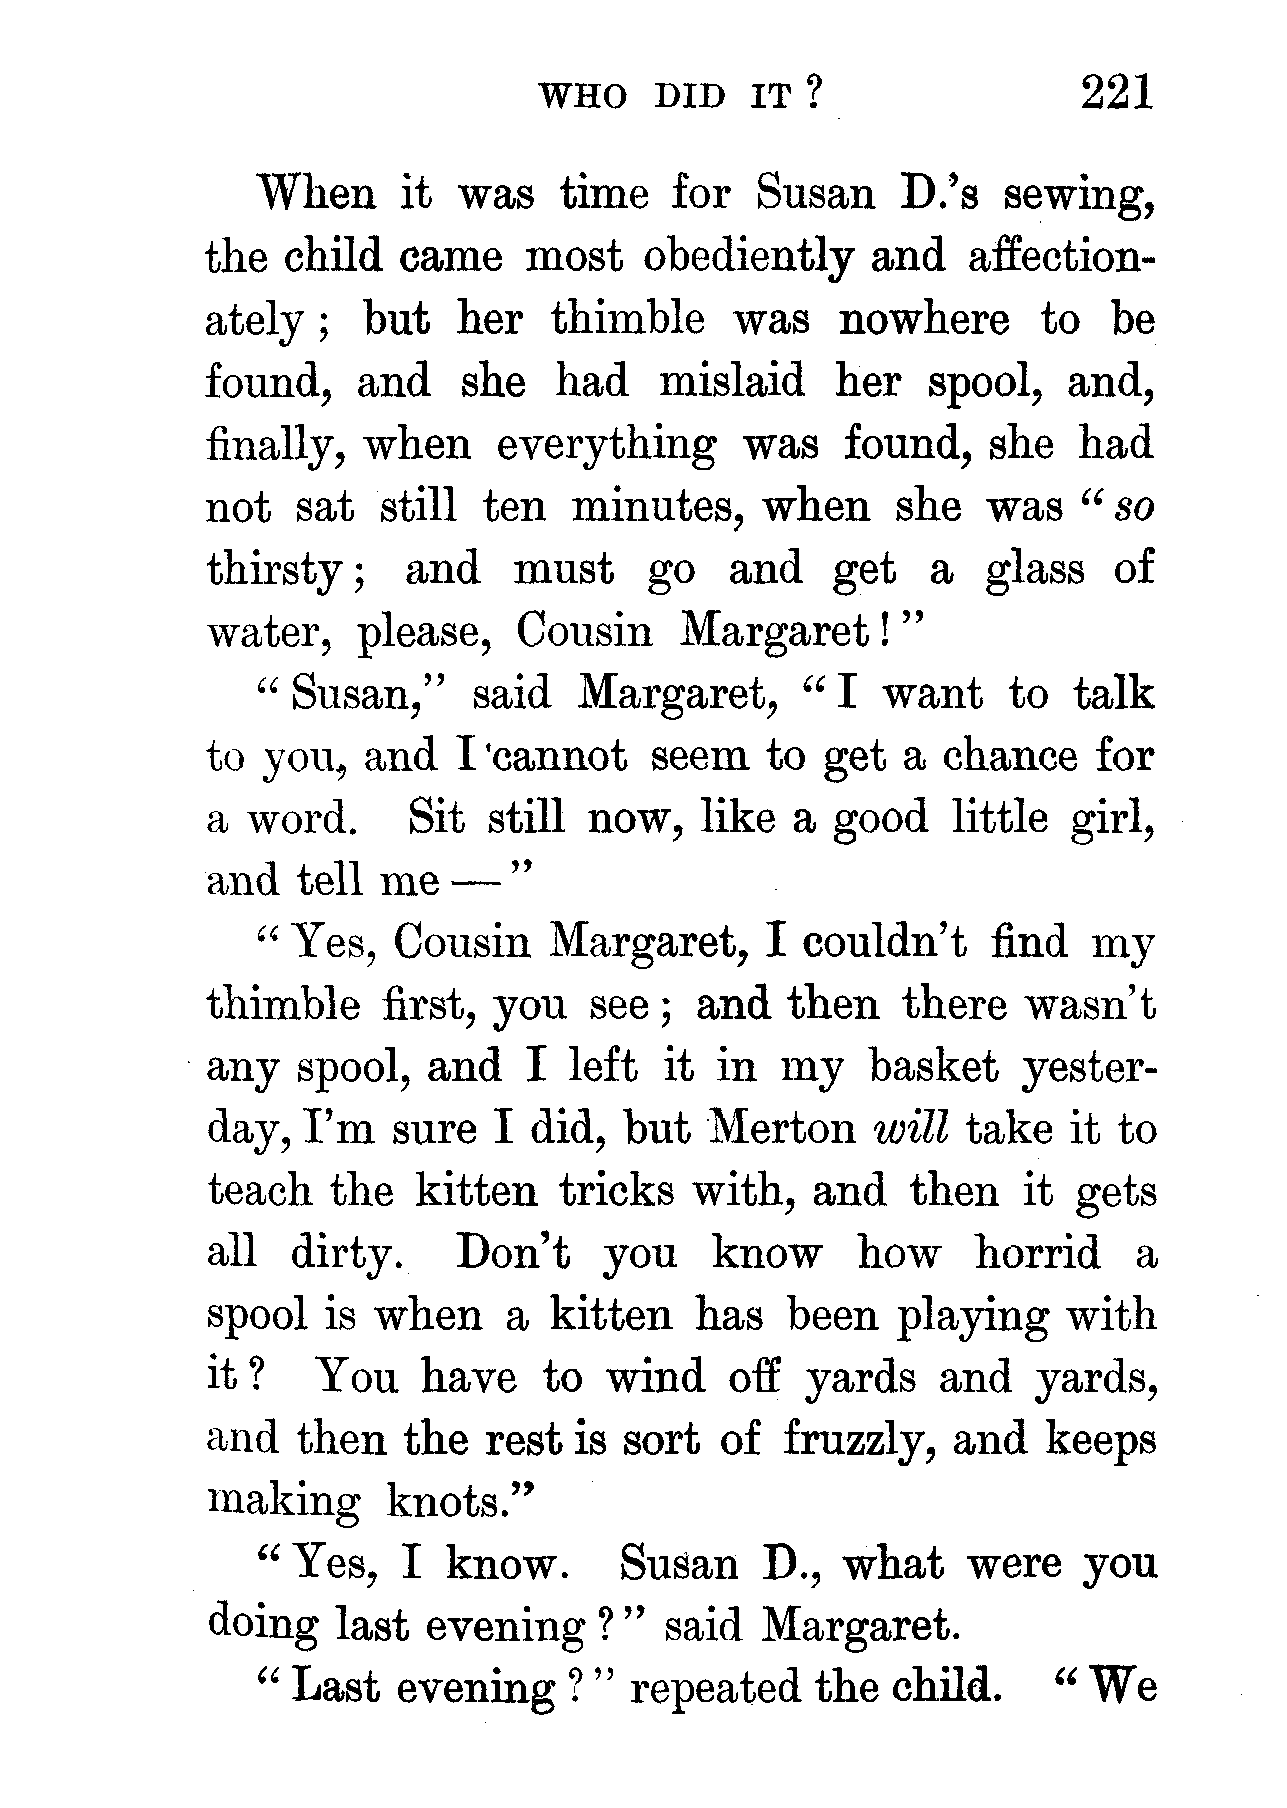 WHO DID IT ? 221
When it was time for Susan D.'s sewing,
the child came most obediently and affection-
ately ; but her thimble was nowhere to be
found, and she had mislaid her spool, and,
finally, when everything was found, she had
not sat still ten minutes, when she was “ so
thirsty ; and must go and get a glass of
water, please, Cousin Margaret ! ”
“ Susan,” said Margaret, “ I want to talk
to you, and I cannot seem to get a chance for
a word. Sit still now, like a good little girl,
and tell me — ”
“ Yes, Cousin Margaret, I couldn't find my
thimble first, you see ; and then there wasn't
any spool, and I left it in my basket yester-
day, I'm sure I did, but Merton will take it to
teach the kitten tricks with, and then it gets
all dirty. Don't you know how horrid a
spool is when a kitten has been playing with
it ? You have to wind off yards and yards,
and then the rest is sort of fruzzly, and keeps
making knots.”
“ Yes, I know. Susan D., what were you
doing last evening ? ” said Margaret.
“ Last evening ? ” repeated the child. “ We